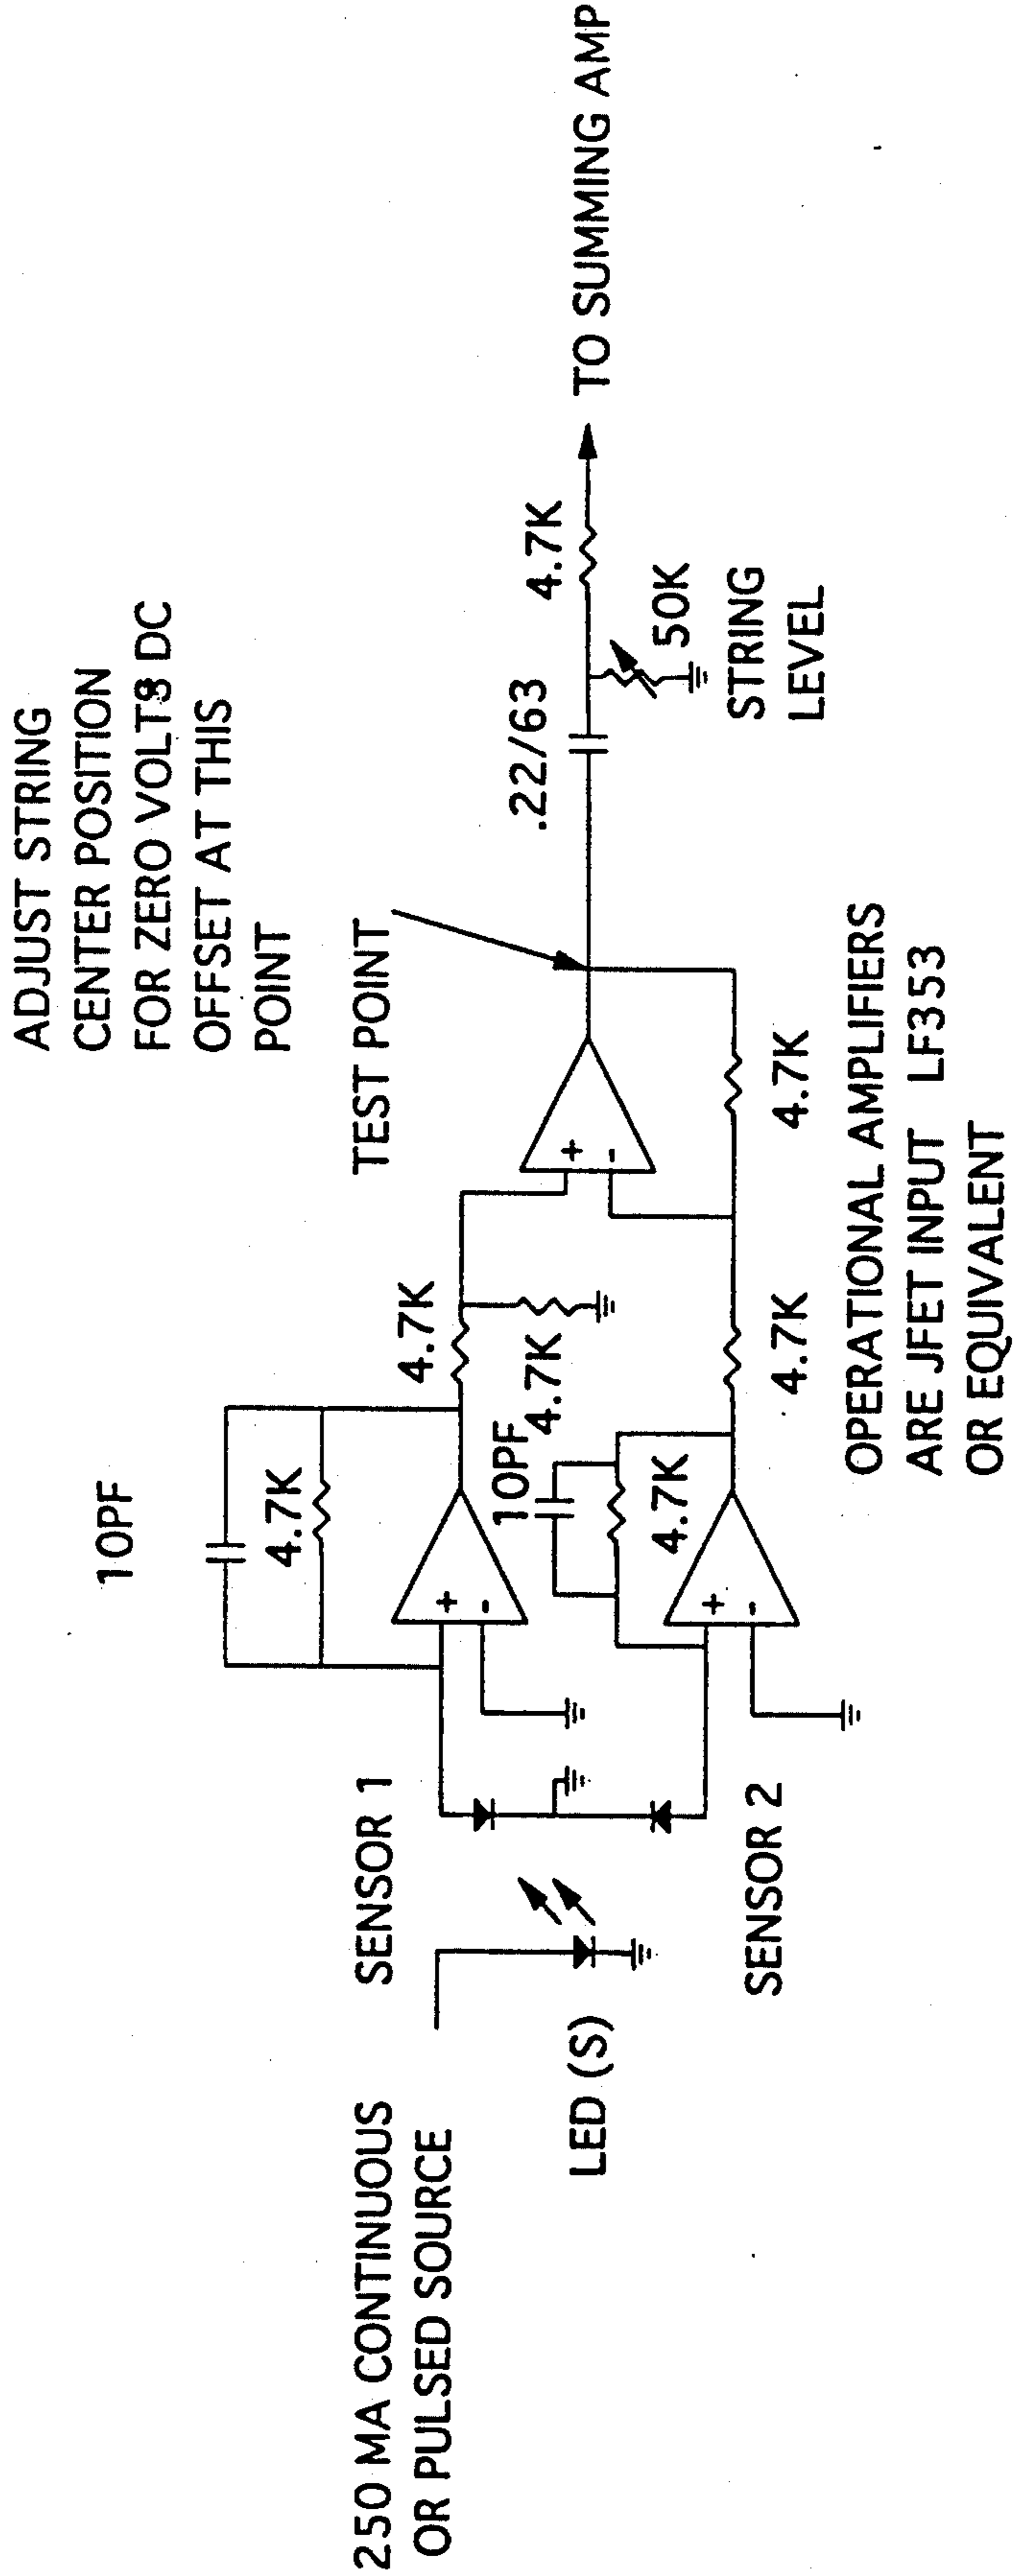 ADJUST STRING
CENTER POSITION
FOR ZERO VOLTS DC
OFFSET AT THIS
POINT
TEST POINT
10PF
4.7K
4.7K
4.7K
10PF
4.7K
+
-
+
-
+
-
.22/63
4.7K
TO SUMMING AMP
50K
STRING
LEVEL
250 MA CONTINUOUS
OR PULSED SOURCE
SENSOR 1
LED (S)
SENSOR 2
4.7K
4.7K
OPERATIONAL AMPLIFIERS
ARE JFET INPUT LF353
OR EQUIVALENT